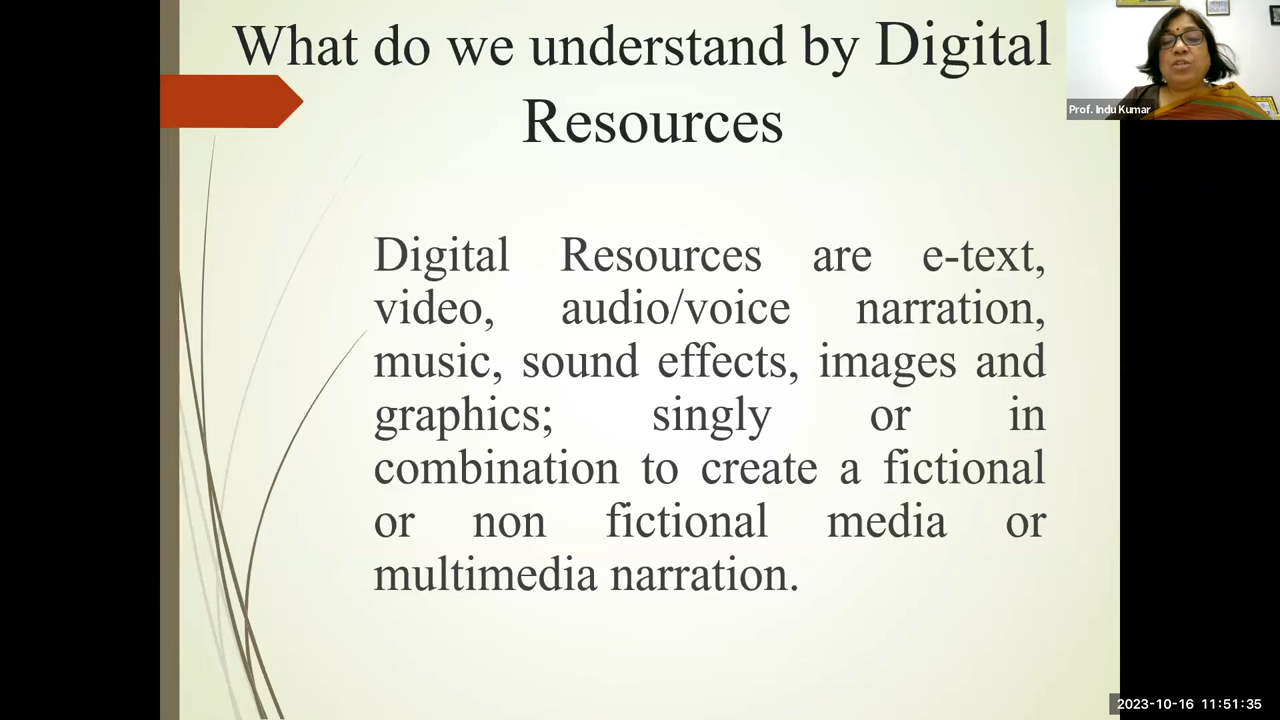 What do we understand by Digital
Resources
Prof. Indu Kumar
Digital Resources are e-text,
video, audio/voice narration,
music, sound effects, images and
graphics; singly or in
combination to create a fictional
or non fictional media or
multimedia narration.
2023-10-16 11:51:35